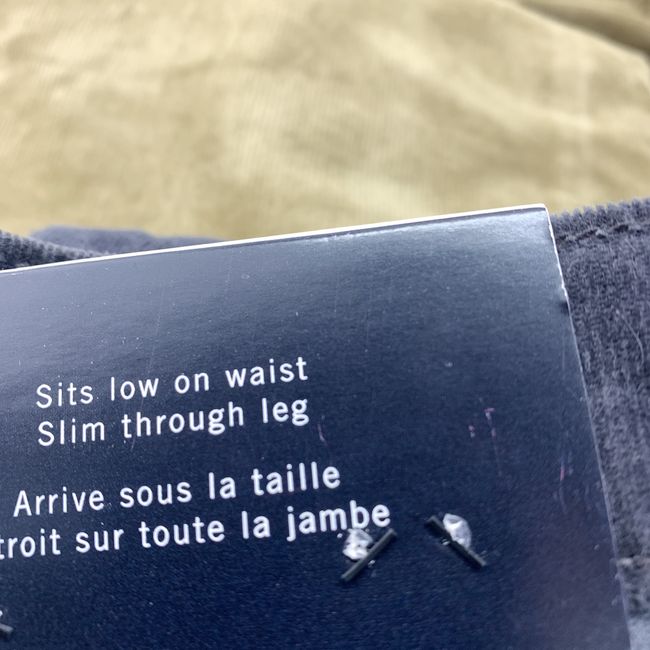 Sits low on waist
Slim through leg
Arrive sous la taille
troit sur toute la jambe